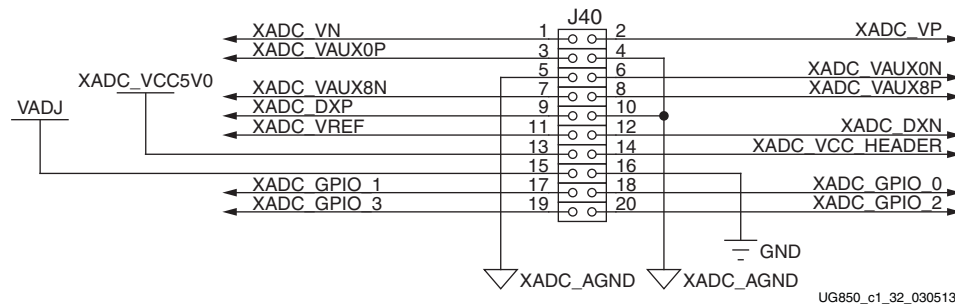 J40
XADC_VN 1 2 XADC_VP
XADC_VAUX0P 3 4
5 6 XADC_VAUX0N
XADC_VCC5V0
XADC_VAUX8N 7 8 XADC_VAUX8P
VADJ
XADC_DXP 9 10
XADC_VREF 11 12 XADC_DXN
13 14 XADC_VCC_HEADER
15 16
XADC_GPIO_1 17 18 XADC_GPIO_0
XADC_GPIO_3 19 20 XADC_GPIO_2
GND
XADC_AGND XADC_AGND
UG850_c1_32_030513